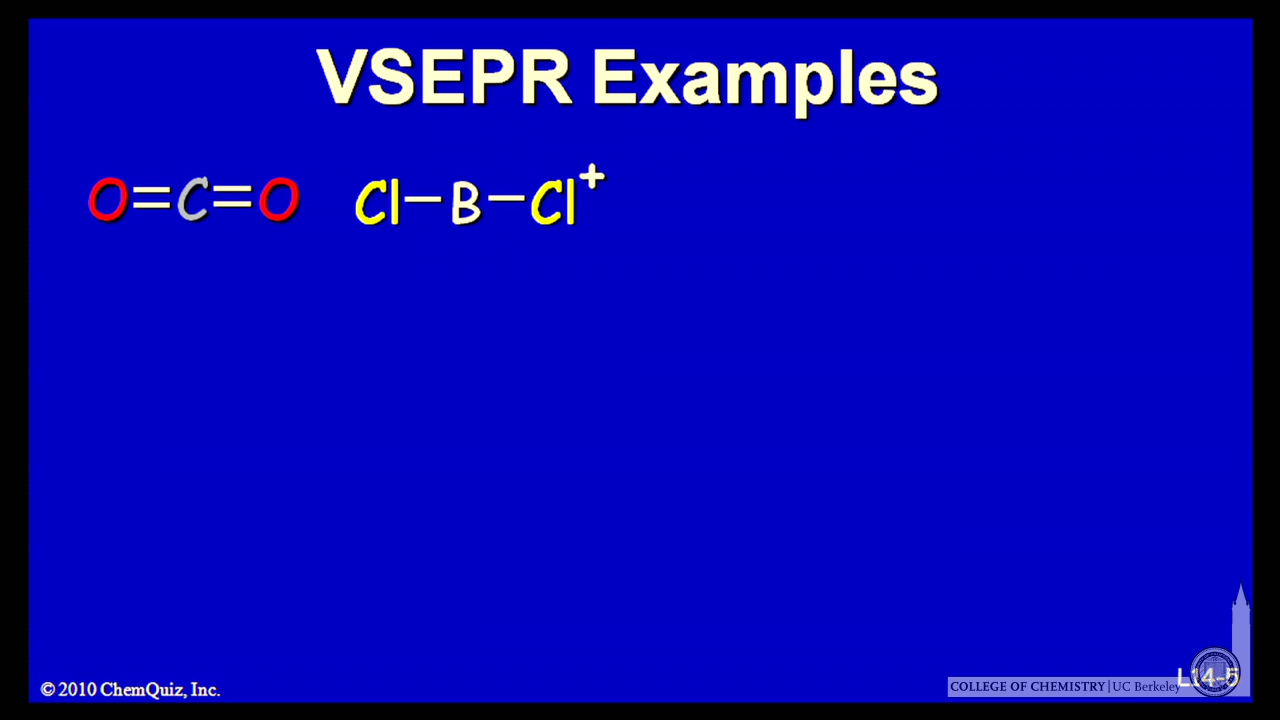 VSEPR Examples
O=C=O Cl–B–Cl+
© 2010 ChemQuiz, Inc.
COLLEGE OF CHEMISTRY | UC Berkeley
L14-5